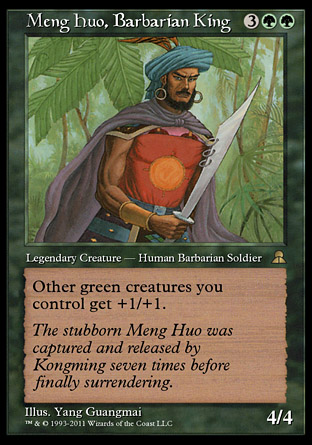 Meng Huo, Barbarian King 3
Legendary Creature — Human Barbarian Soldier
Other green creatures you
control get +1/+1.
The stubborn Meng Huo was
captured and released by
Kongming seven times before
finally surrendering.
Illus. Yang Guangmai
™ & © 1993-2011 Wizards of the Coast LLC
4/4